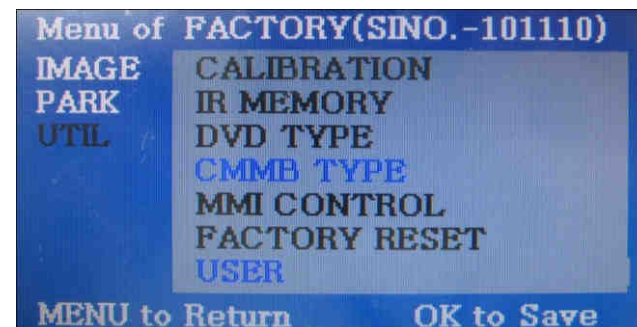 Menu of FACTORY(SINO.-101110)
IMAGE CALIBRATION
PARK IR MEMORY
UTIL DVD TYPE
CMMB TYPE
MMI CONTROL
FACTORY RESET
USER
MENU to Return OK to Save